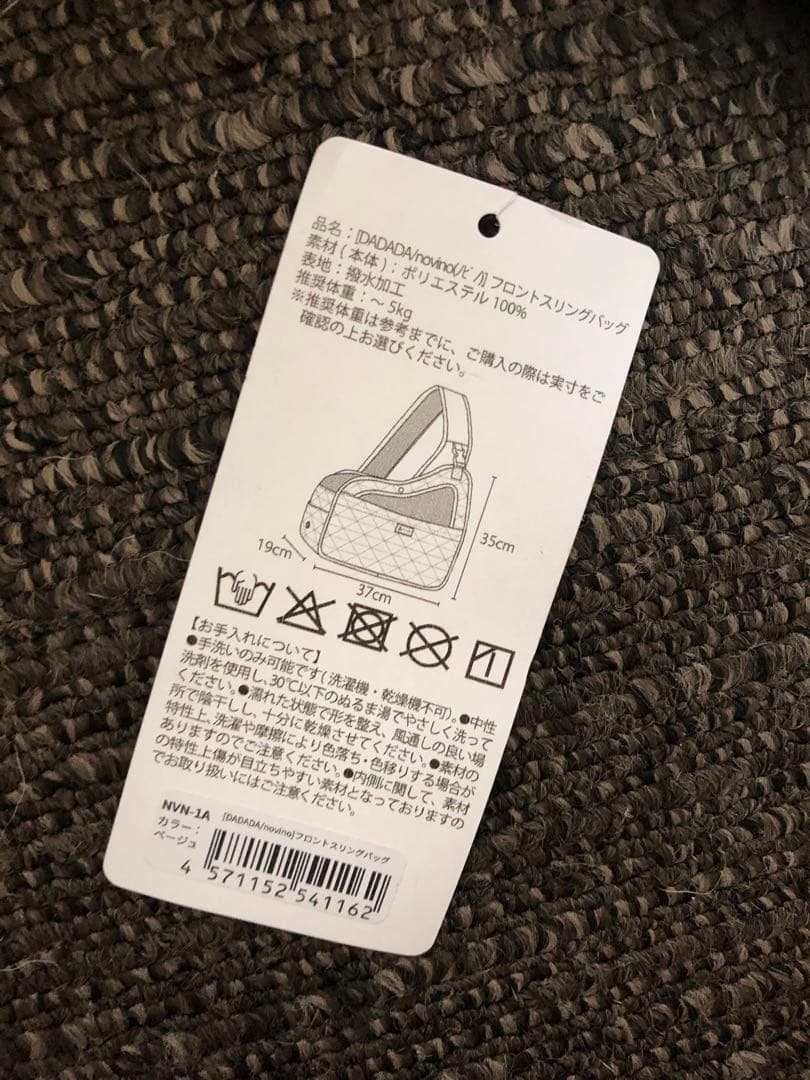 品名：[DADADA/novino(ﾉﾋﾞｰﾉ)] フロントスリングバッグ
素材(本体)：ポリエステル100%
表地：撥水加工
推奨体重：～5kg
※推奨体重は参考までに、ご購入の際は実寸をご
確認の上お選びください。
35cm
19cm
37cm
【お手入れについて】
●手洗いのみ可能です(洗濯機・乾燥機不可)。●中性
洗剤を使用し、30℃以下のぬるま湯でやさしく洗って
ください。●濡れた状態で形を整え、風通しの良い場
所で陰干しし、十分に乾燥させてください。●素材の
特性上、洗濯や摩擦により色落ち・色移りする場合が
ありますのでご注意ください。●内側に関して、素材
の特性上傷が目立ちやすい素材となっておりますの
でお取り扱いにはご注意ください。
NVN-1A [DADADA/novino]フロントスリングバッグ
カラー：
ベージュ
4 571152 541162